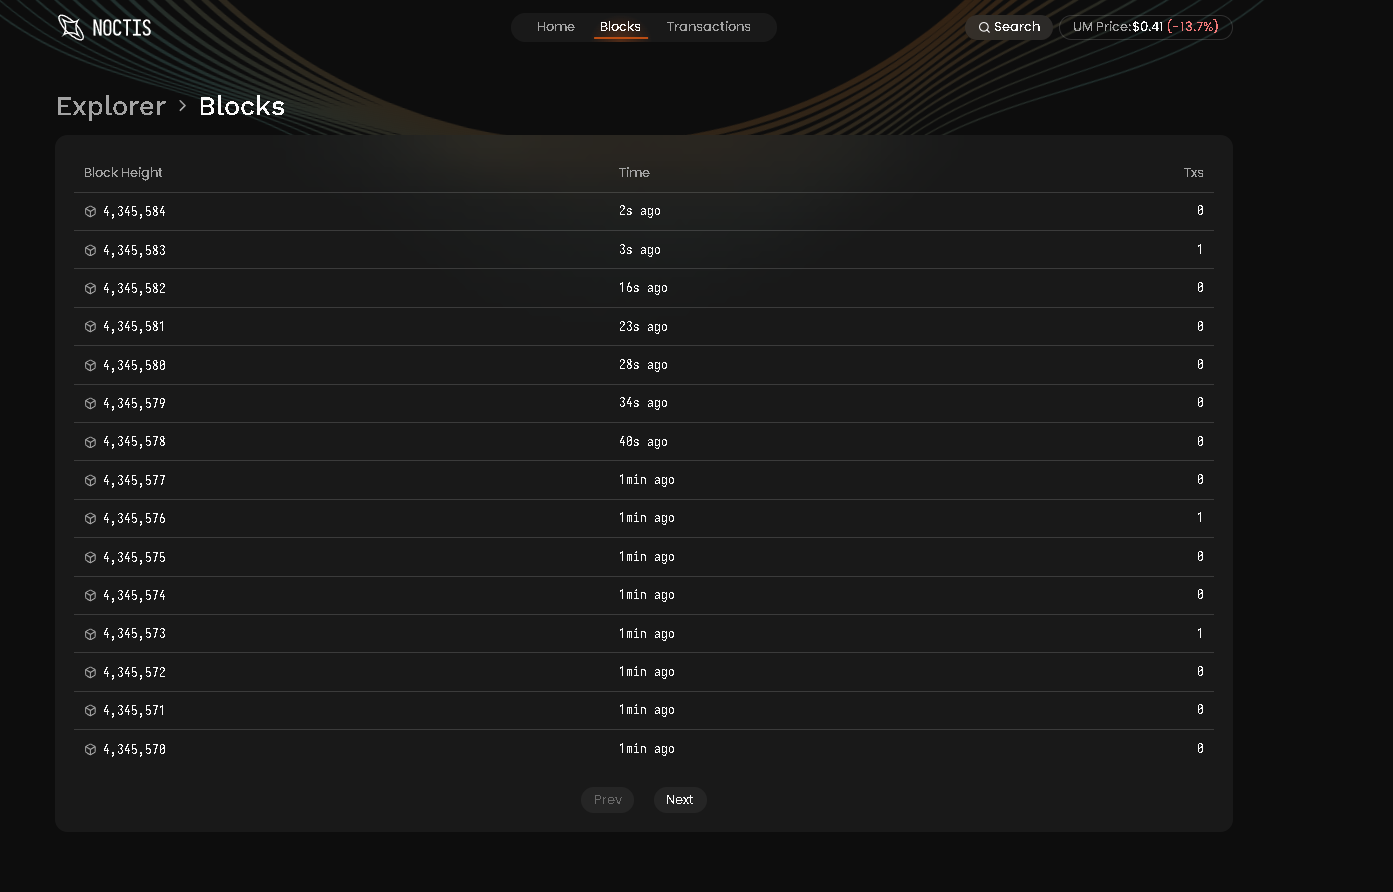 NOCTIS Home Blocks Transactions Search UM Price:$0.41 (-13.7%)
Explorer > Blocks
Block Height Time Txs
4,345,584 2s ago 0
4,345,583 3s ago 1
4,345,582 16s ago 0
4,345,581 23s ago 0
4,345,580 28s ago 0
4,345,579 34s ago 0
4,345,578 40s ago 0
4,345,577 1min ago 0
4,345,576 1min ago 1
4,345,575 1min ago 0
4,345,574 1min ago 0
4,345,573 1min ago 1
4,345,572 1min ago 0
4,345,571 1min ago 0
4,345,570 1min ago 0
Prev Next